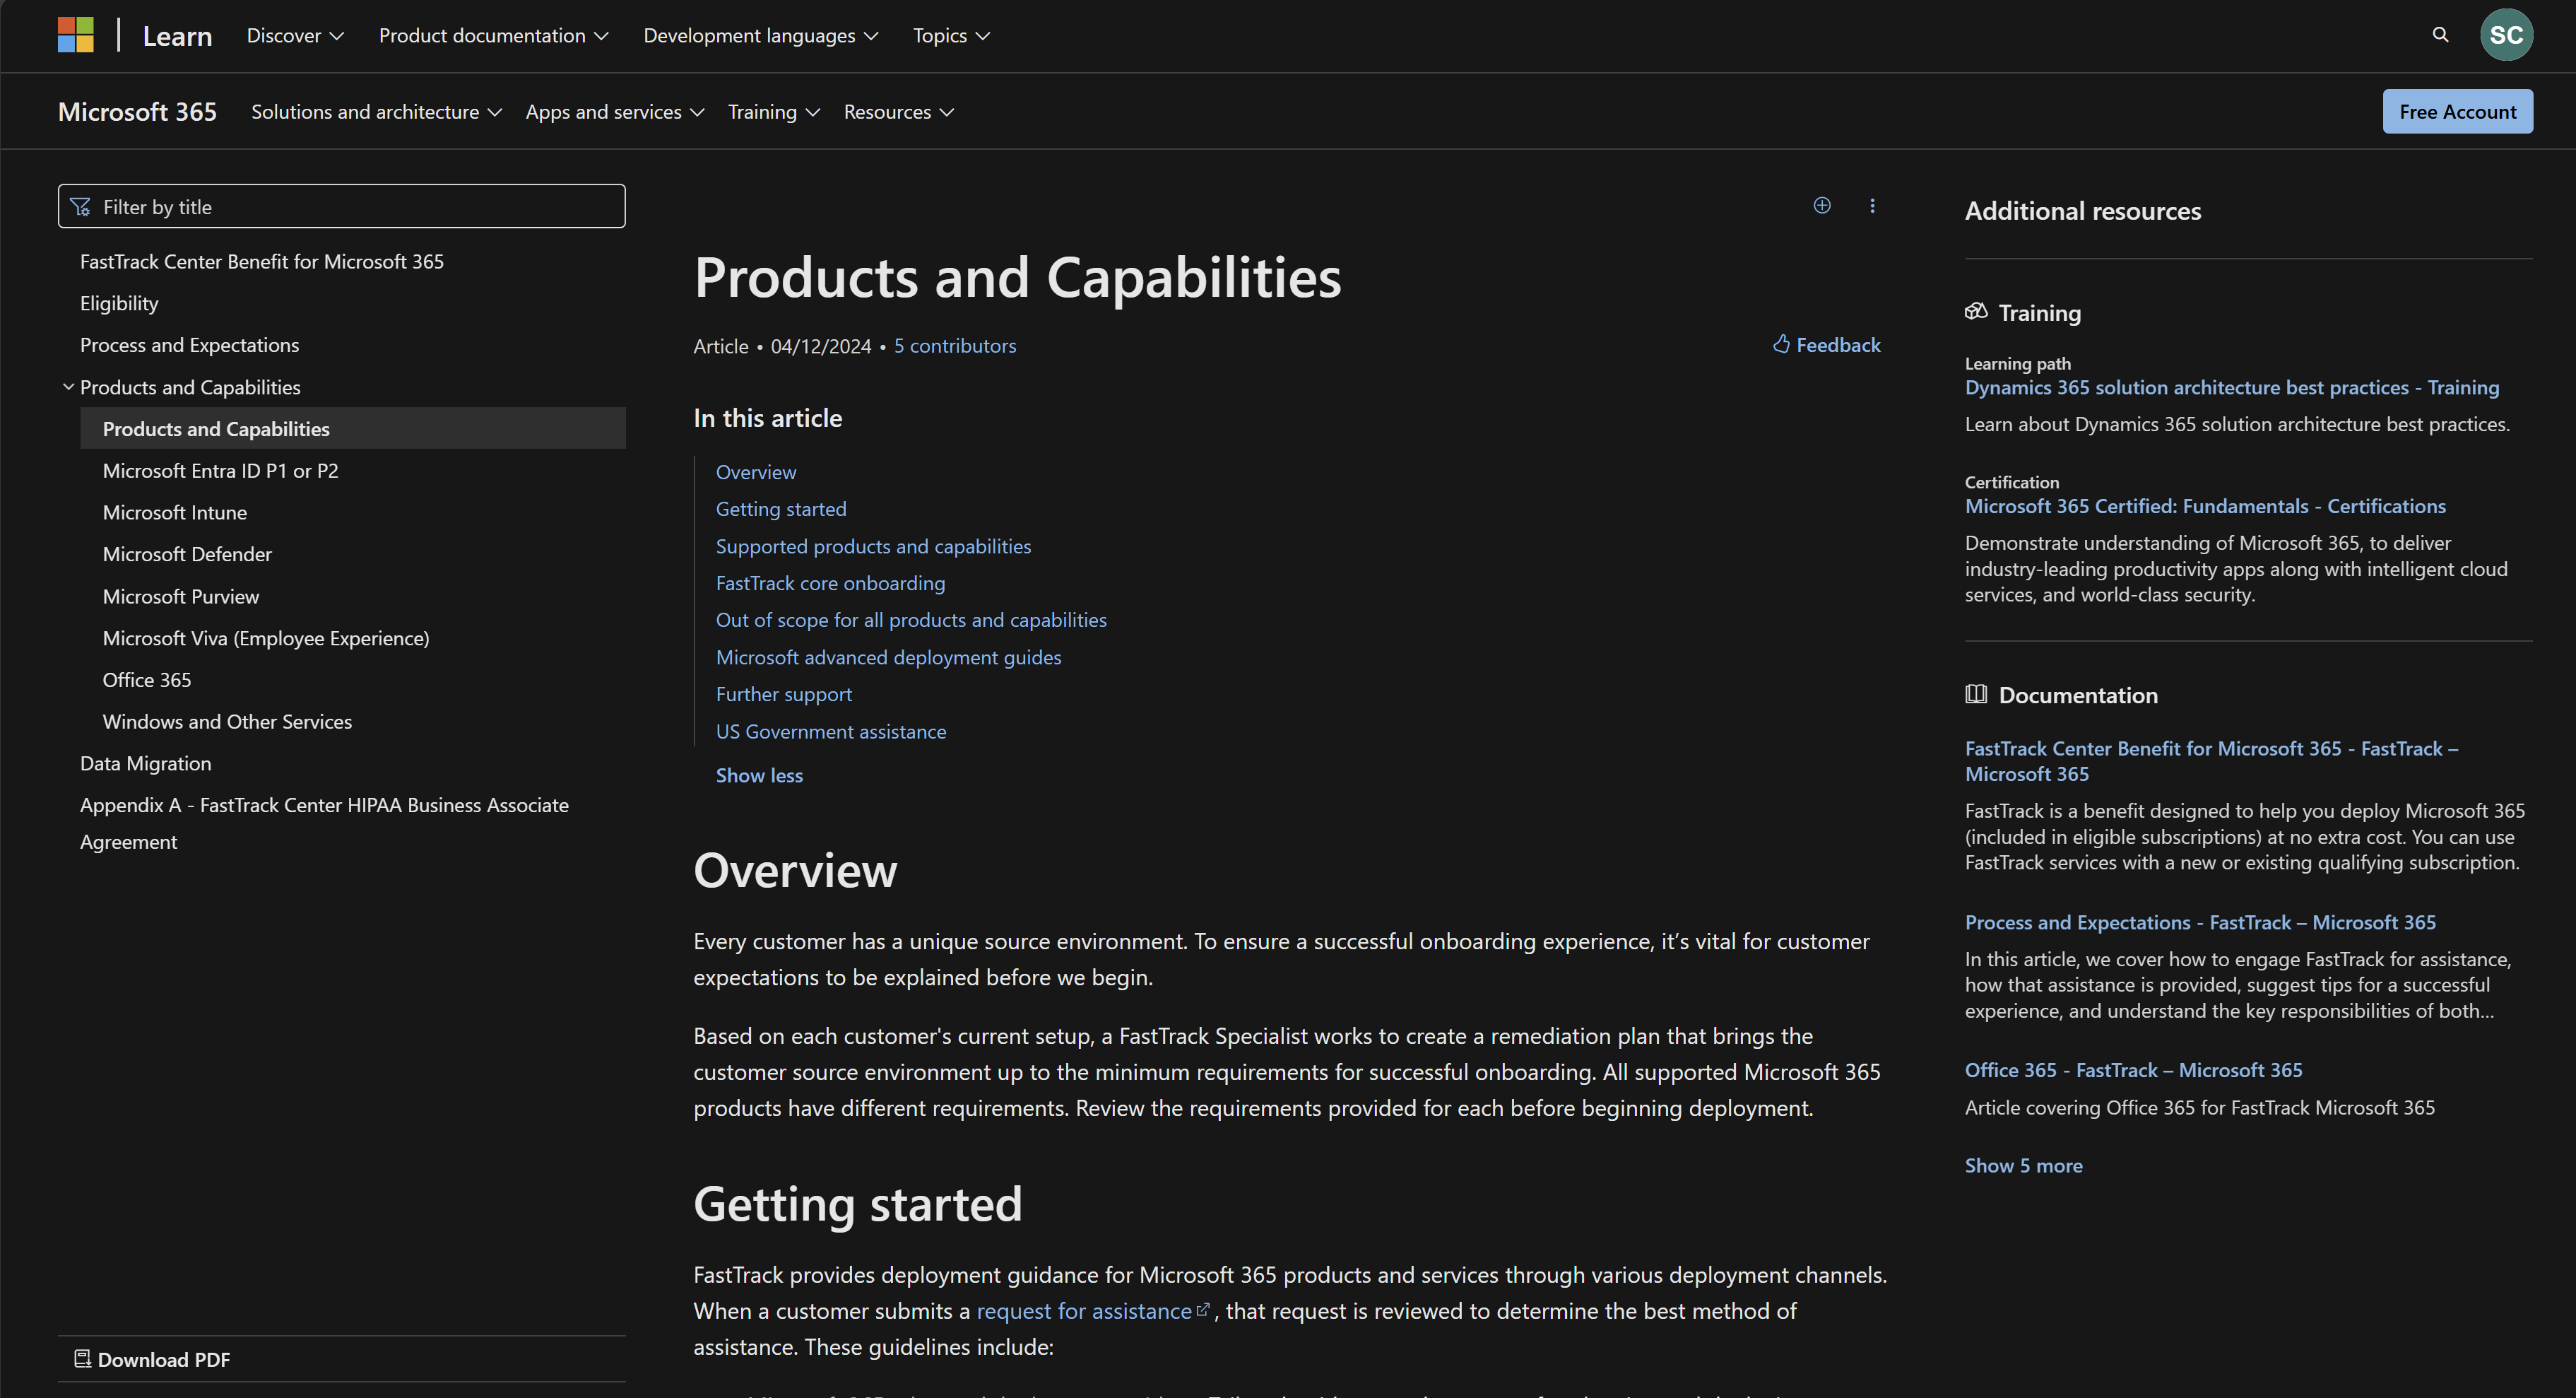 Learn
Discover
Product documentation
Development languages
Topics
SC
Microsoft 365
Solutions and architecture
Apps and services
Training
Resources
Free Account
Filter by title
FastTrack Center Benefit for Microsoft 365
Eligibility
Process and Expectations
Products and Capabilities
Products and Capabilities
Microsoft Entra ID P1 or P2
Microsoft Intune
Microsoft Defender
Microsoft Purview
Microsoft Viva (Employee Experience)
Office 365
Windows and Other Services
Data Migration
Appendix A - FastTrack Center HIPAA Business Associate
Agreement
Download PDF
Products and Capabilities
Article • 04/12/2024 • 5 contributors
Feedback
In this article
Overview
Getting started
Supported products and capabilities
FastTrack core onboarding
Out of scope for all products and capabilities
Microsoft advanced deployment guides
Further support
US Government assistance
Show less
Overview
Every customer has a unique source environment. To ensure a successful onboarding experience, it’s vital for customer
expectations to be explained before we begin.
Based on each customer's current setup, a FastTrack Specialist works to create a remediation plan that brings the
customer source environment up to the minimum requirements for successful onboarding. All supported Microsoft 365
products have different requirements. Review the requirements provided for each before beginning deployment.
Getting started
FastTrack provides deployment guidance for Microsoft 365 products and services through various deployment channels.
When a customer submits a request for assistance, that request is reviewed to determine the best method of
assistance. These guidelines include:
Additional resources
Training
Learning path
Dynamics 365 solution architecture best practices - Training
Learn about Dynamics 365 solution architecture best practices.
Certification
Microsoft 365 Certified: Fundamentals - Certifications
Demonstrate understanding of Microsoft 365, to deliver
industry-leading productivity apps along with intelligent cloud
services, and world-class security.
Documentation
FastTrack Center Benefit for Microsoft 365 - FastTrack –
Microsoft 365
FastTrack is a benefit designed to help you deploy Microsoft 365
(included in eligible subscriptions) at no extra cost. You can use
FastTrack services with a new or existing qualifying subscription.
Process and Expectations - FastTrack – Microsoft 365
In this article, we cover how to engage FastTrack for assistance,
how that assistance is provided, suggest tips for a successful
experience, and understand the key responsibilities of both...
Office 365 - FastTrack – Microsoft 365
Article covering Office 365 for FastTrack Microsoft 365
Show 5 more